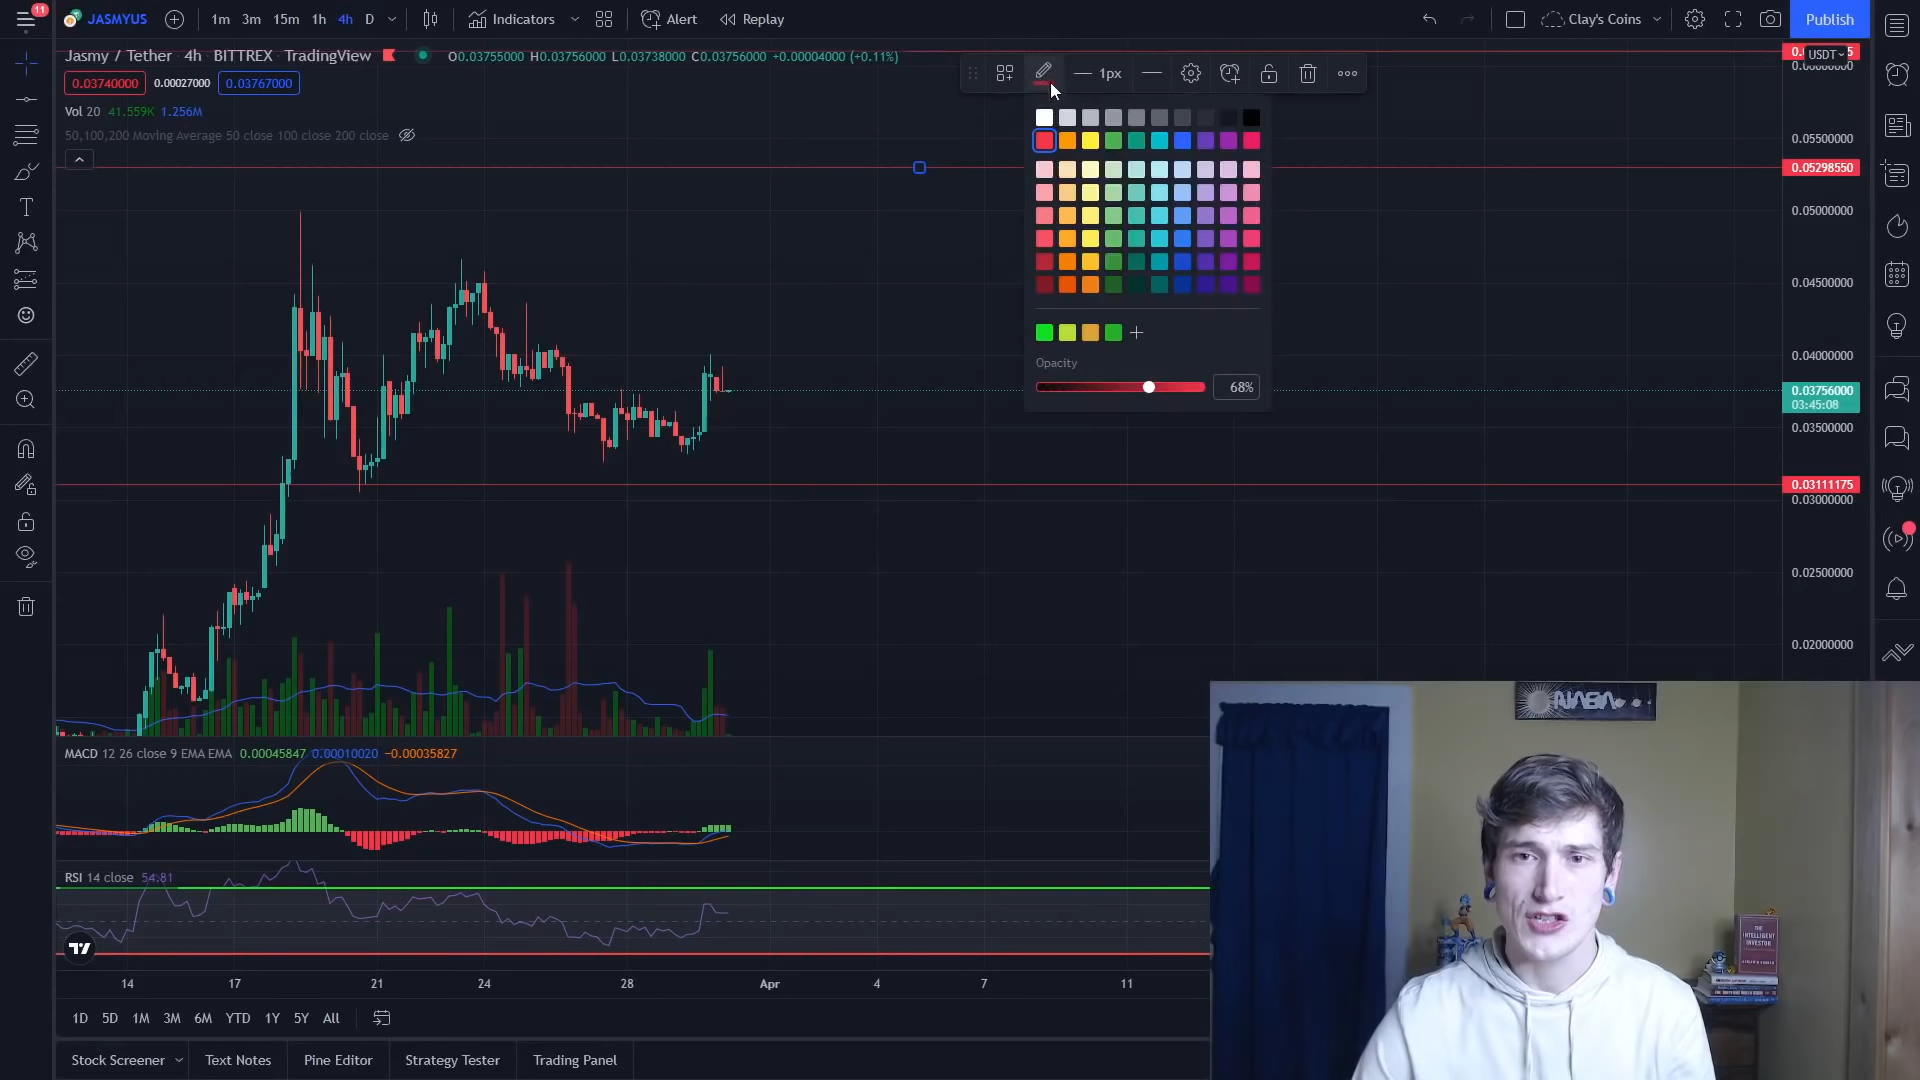 11
JASMYUS
1m 3m 15m 1h 4h D
Indicators
Alert
Replay
Clay's Coins
Publish
Jasmy / Tether · 4h · BITTREX · TradingView
O0.03755000 H0.03756000 L0.03738000 C0.03756000 +0.00004000 (+0.11%)
0.03740000 0.00027000 0.03767000
Vol 20 41.559K 1.256M
50,100,200 Moving Average 50 close 100 close 200 close
1px
USDT
0.05500000
0.05298550
0.05000000
0.04500000
0.04000000
0.03756000
03:45:08
0.03500000
0.03111175
0.03000000
0.02500000
0.02000000
Opacity
68%
MACD 12 26 close 9 EMA EMA 0.00045847 0.00010020 −0.00035827
RSI 14 close 54.81
14 17 21 24 28 Apr 4 7 11
1D 5D 1M 3M 6M YTD 1Y 5Y All
Stock Screener Text Notes Pine Editor Strategy Tester Trading Panel
NASA
THE
INTELLIGENT
INVESTOR